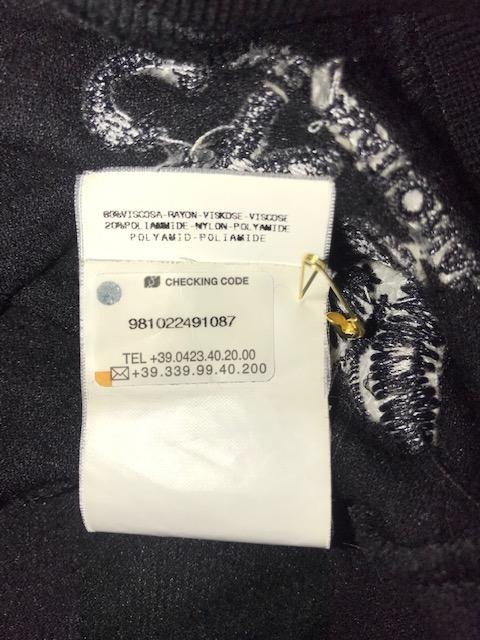 80%VISCOSA-RAYON-VISKOSE-VISCOSE
20%POLIAMMIDE-NYLON-POLYAMIDE
POLYAMID-POLIAMIDE
CHECKING CODE
981022491087
TEL +39.0423.40.20.00
+39.339.99.40.200